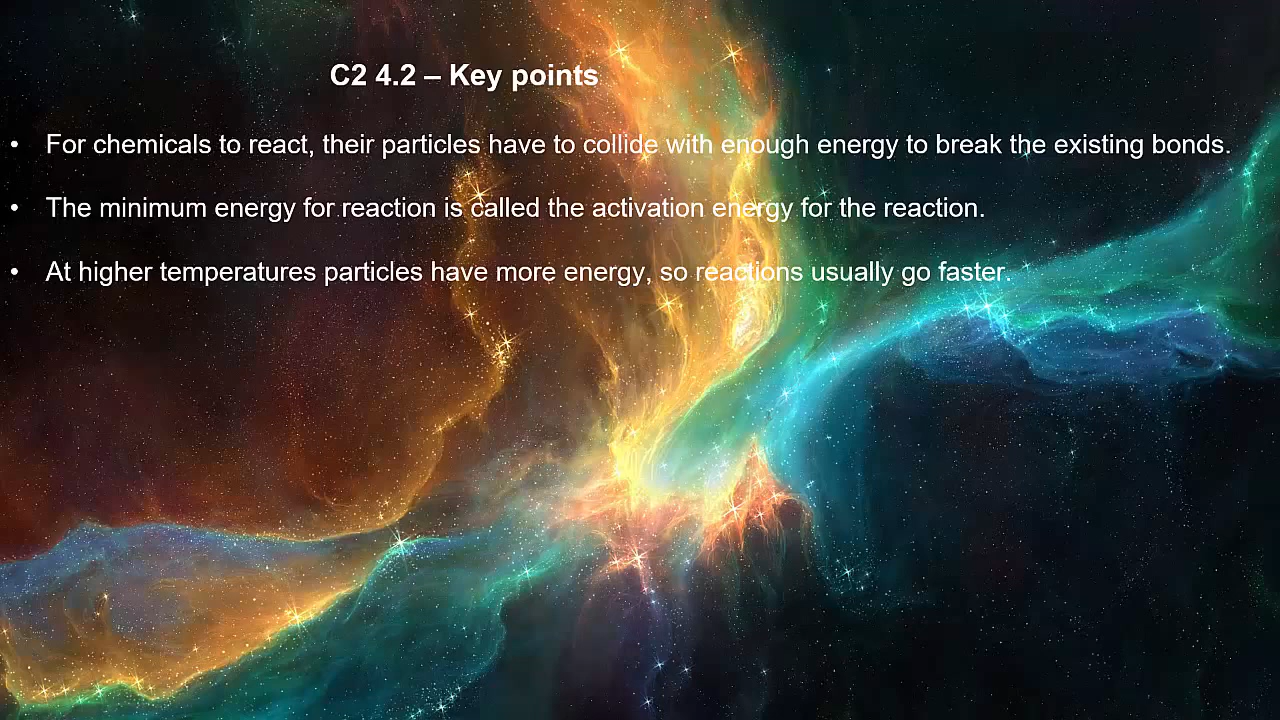 C2 4.2 – Key points
• For chemicals to react, their particles have to collide with enough energy to break the existing bonds.
• The minimum energy for reaction is called the activation energy for the reaction.
• At higher temperatures particles have more energy, so reactions usually go faster.